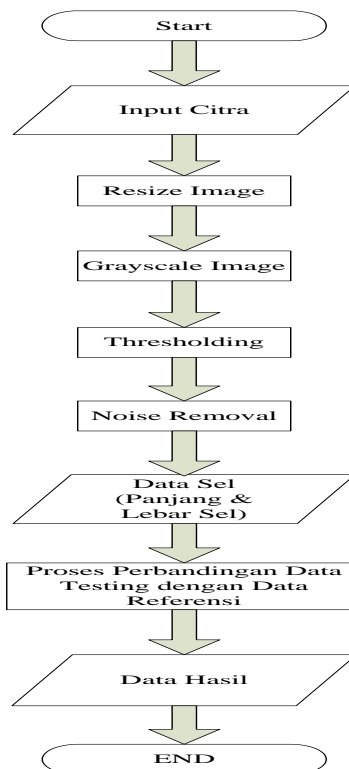 Start
Input Citra
Resize Image
Grayscale Image
Thresholding
Noise Removal
Data Sel
(Panjang &
Lebar Sel)
Proses Perbandingan Data
Testing dengan Data
Referensi
Data Hasil
END